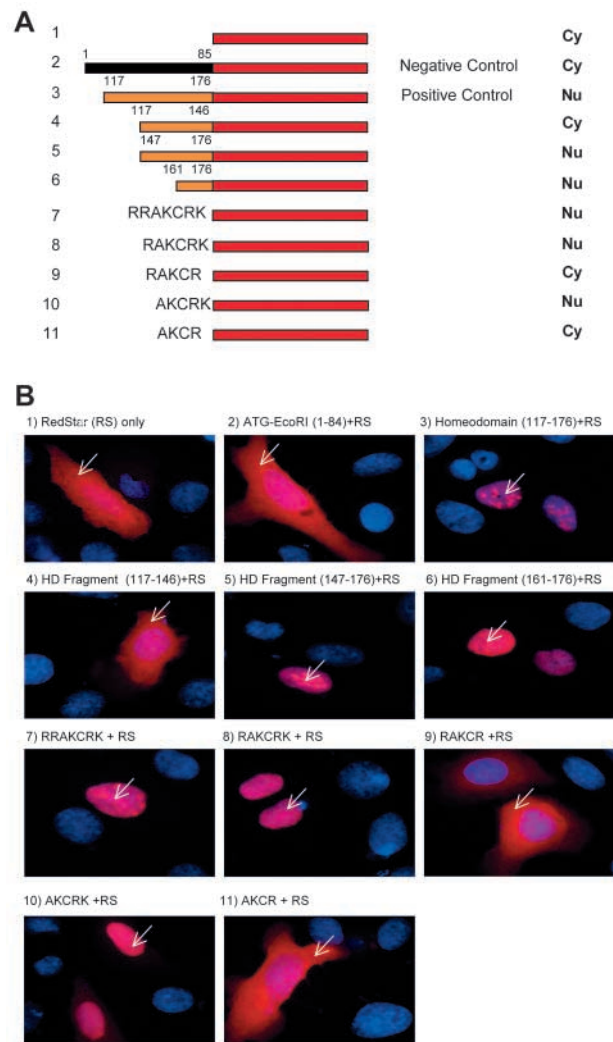 A
1 Cy
1 85
2 Negative Control Cy
117 176
3 Positive Control Nu
117 146
4 Cy
147 176
5 Nu
161 176
6 Nu
7 RRAKCRK Nu
8 RAKCRK Nu
9 RAKCR Cy
10 AKCRK Nu
11 AKCR Cy
B
1) RedStar (RS) only 2) ATG-EcoRI (1-84)+RS 3) Homeodomain (117-176)+RS
4) HD Fragment (117-146)+RS 5) HD Fragment (147-176)+RS 6) HD Fragment (161-176)+RS
7) RRAKCRK + RS 8) RAKCRK + RS 9) RAKCR +RS
10) AKCRK +RS 11) AKCR + RS